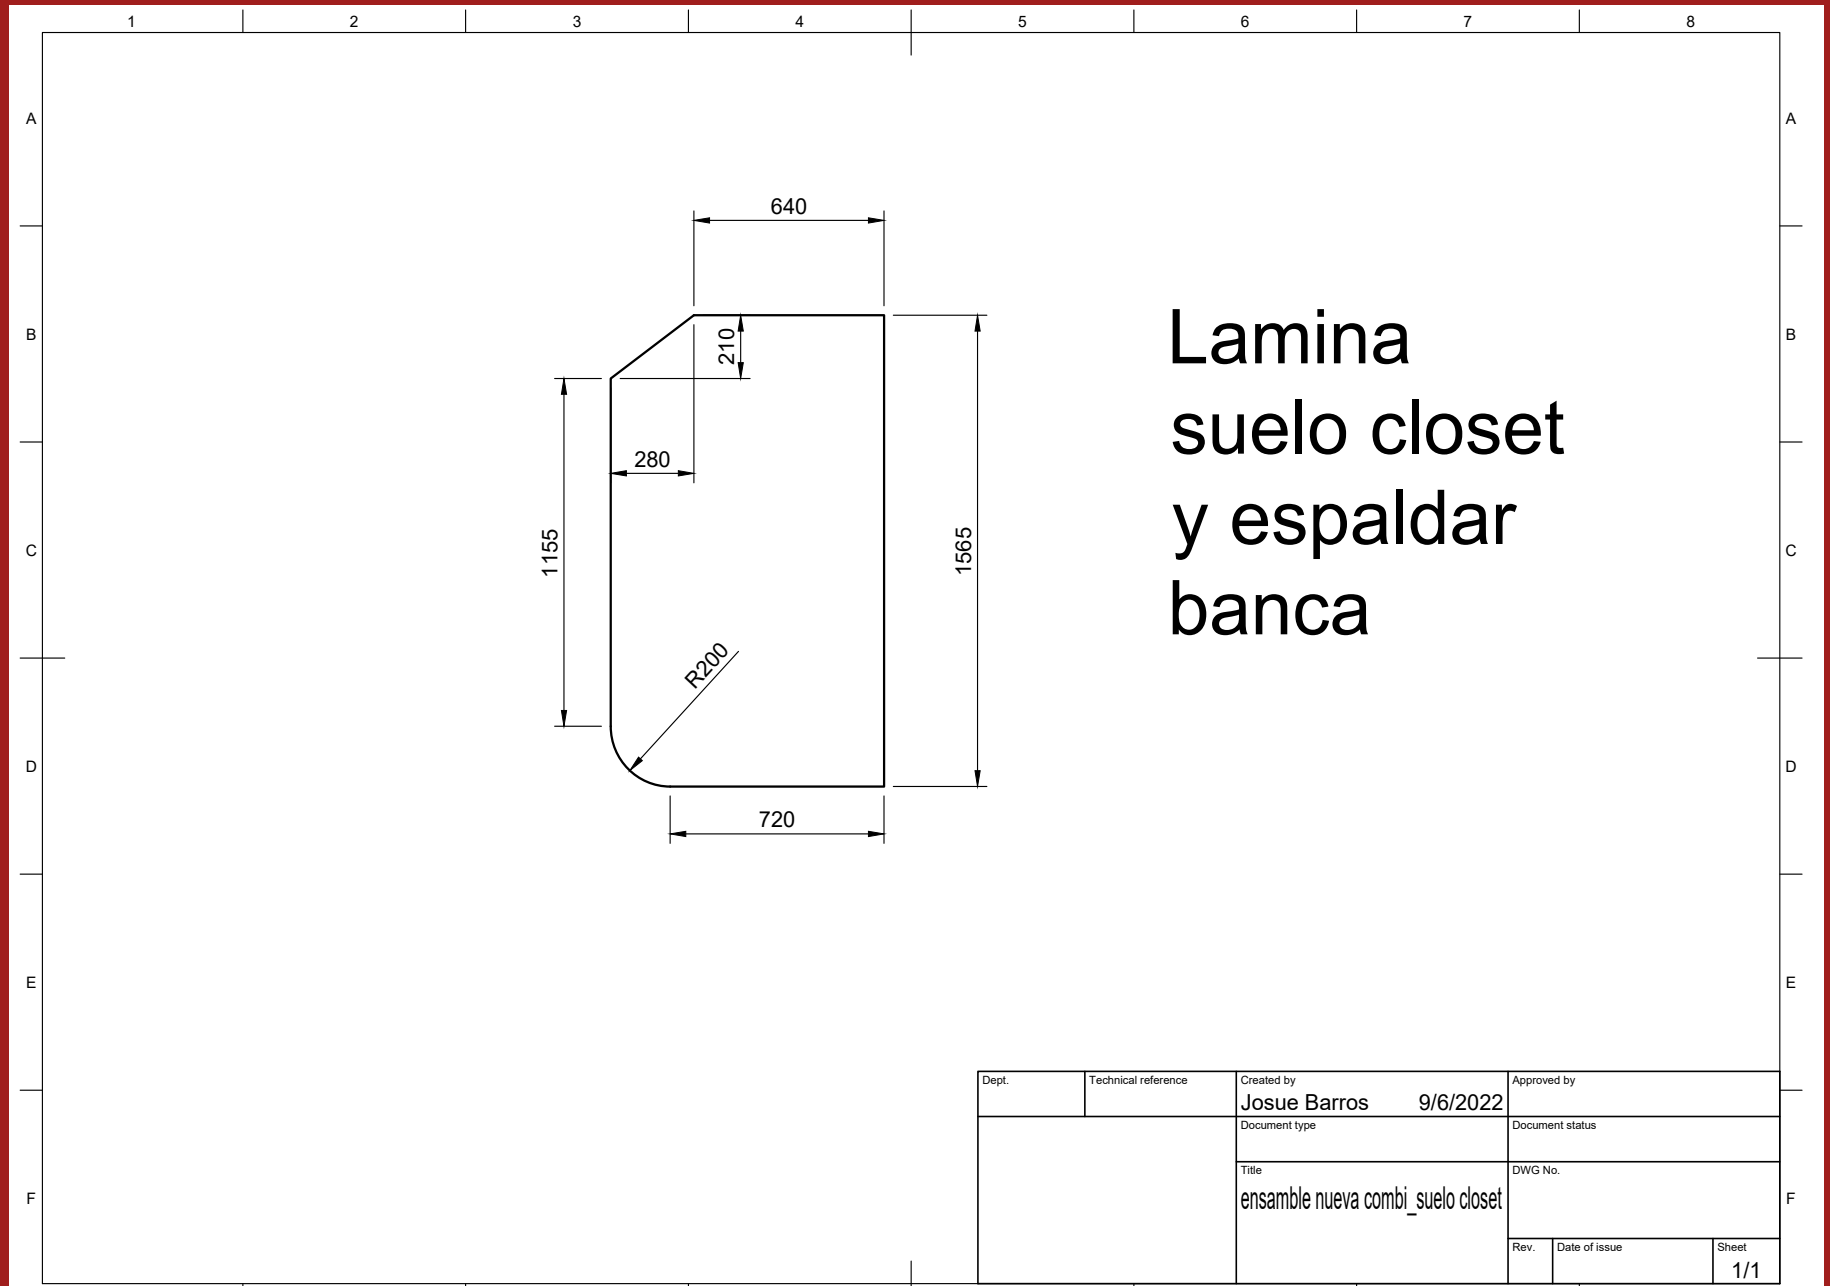 1 2 3 4 5 6 7 8
A A
640
B B
210
Lamina
suelo closet
y espaldar
banca
280
1155
1565
C C
R200
D D
720
E E
Dept. Technical reference Created by Approved by
Josue Barros 9/6/2022
Document type Document status
Title DWG No.
ensamble nueva combi_suelo closet
F F
Rev. Date of issue Sheet
1/1